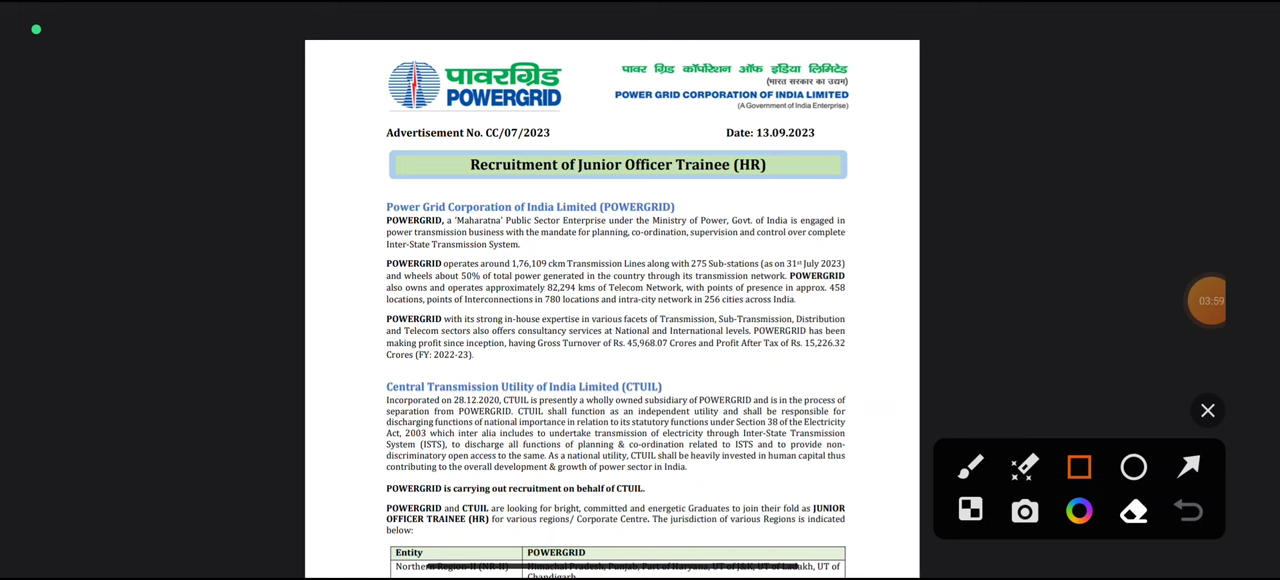 पावरग्रिड
POWERGRID
पावर ग्रिड कॉर्पोरेशन ऑफ इंडिया लिमिटेड
(भारत सरकार का उद्यम)
POWER GRID CORPORATION OF INDIA LIMITED
(A Government of India Enterprise)
Advertisement No. CC/07/2023 Date: 13.09.2023
Recruitment of Junior Officer Trainee (HR)
Power Grid Corporation of India Limited (POWERGRID)
POWERGRID, a ‘Maharatna’ Public Sector Enterprise under the Ministry of Power, Govt. of India is engaged in
power transmission business with the mandate for planning, co-ordination, supervision and control over complete
Inter-State Transmission System.
POWERGRID operates around 1,76,109 ckm Transmission Lines along with 275 Sub-stations (as on 31st July 2023)
and wheels about 50% of total power generated in the country through its transmission network. POWERGRID
also owns and operates approximately 82,294 kms of Telecom Network, with points of presence in approx. 458
locations, points of Interconnections in 780 locations and intra-city network in 256 cities across India.
POWERGRID with its strong in-house expertise in various facets of Transmission, Sub-Transmission, Distribution
and Telecom sectors also offers consultancy services at National and International levels. POWERGRID has been
making profit since inception, having Gross Turnover of Rs. 45,968.07 Crores and Profit After Tax of Rs. 15,226.32
Crores (FY: 2022-23).
Central Transmission Utility of India Limited (CTUIL)
Incorporated on 28.12.2020, CTUIL is presently a wholly owned subsidiary of POWERGRID and is in the process of
separation from POWERGRID. CTUIL shall function as an independent utility and shall be responsible for
discharging functions of national importance in relation to its statutory functions under Section 38 of the Electricity
Act, 2003 which inter alia includes to undertake transmission of electricity through Inter-State Transmission
System (ISTS), to discharge all functions of planning & co-ordination related to ISTS and to provide non-
discriminatory open access to the same. As a national utility, CTUIL shall be heavily invested in human capital thus
contributing to the overall development & growth of power sector in India.
POWERGRID is carrying out recruitment on behalf of CTUIL.
POWERGRID and CTUIL are looking for bright, committed and energetic Graduates to join their fold as JUNIOR
OFFICER TRAINEE (HR) for various regions/ Corporate Centre. The jurisdiction of various Regions is indicated
below:
Entity POWERGRID
Northern Region-II (NR-II) Himachal Pradesh, Punjab, Part of Haryana, UT of J&K, UT of Ladakh, UT of
Chandigarh
03:59